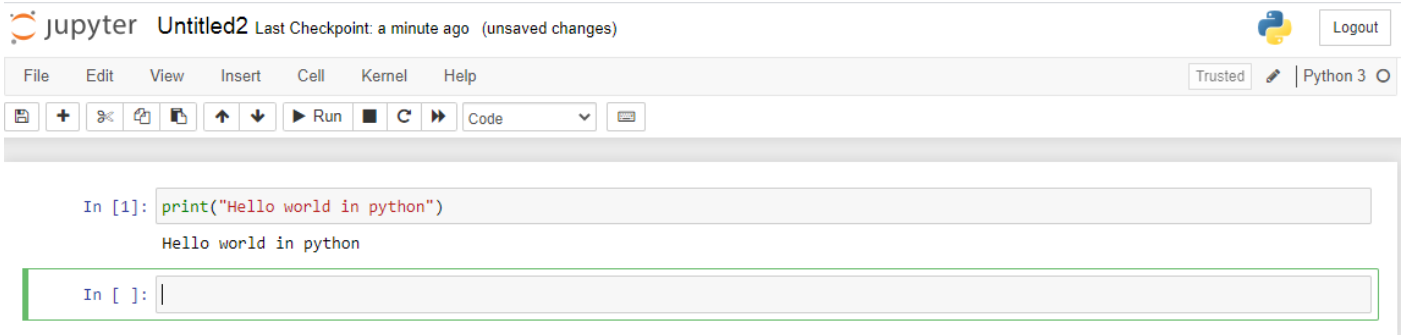 jupyter Untitled2 Last Checkpoint: a minute ago (unsaved changes) Logout
File Edit View Insert Cell Kernel Help Trusted Python 3
Run Code
In [1]: print("Hello world in python")
Hello world in python
In [ ]: